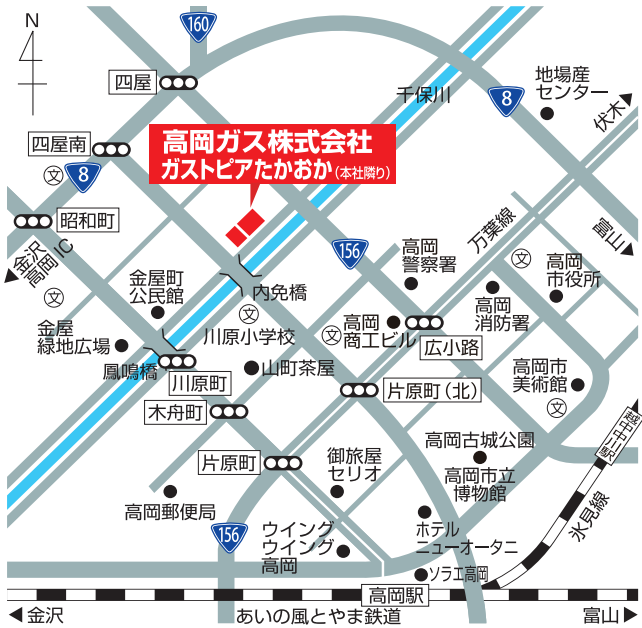 N
160
四屋
千保川
8
地場産
センター
伏木
四屋南
高岡ガス株式会社
ガストピアたかおか(本社隣り)
文
8
昭和町
金沢
高岡IC
156
万葉線
富山
高岡
警察署
文
高岡
市役所
金屋町
公民館
内免橋
文
文
川原小学校
文
高岡
商工ビル
広小路
高岡
消防署
金屋
緑地広場
鳳鳴橋
川原町
山町茶屋
片原町(北)
高岡市
美術館
文
木舟町
越中中川駅
高岡古城公園
片原町
御旅屋
セリオ
高岡市立
博物館
高岡郵便局
156
ウイング
ウイング
高岡
ホテル
ニューオータニ
氷見線
ソラエ高岡
高岡駅
金沢
あいの風とやま鉄道
富山